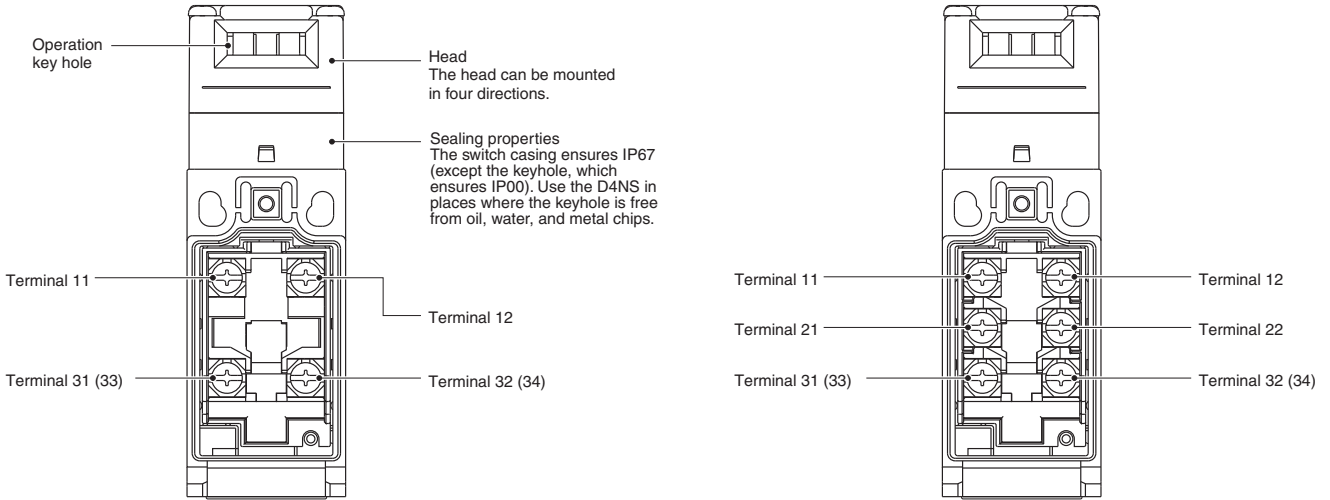 Operation
key hole
Head
The head can be mounted
in four directions.
Sealing properties
The switch casing ensures IP67
(except the keyhole, which
ensures IP00). Use the D4NS in
places where the keyhole is free
from oil, water, and metal chips.
Terminal 11
Terminal 12
Terminal 31 (33)
Terminal 32 (34)
Terminal 11
Terminal 12
Terminal 21
Terminal 22
Terminal 31 (33)
Terminal 32 (34)